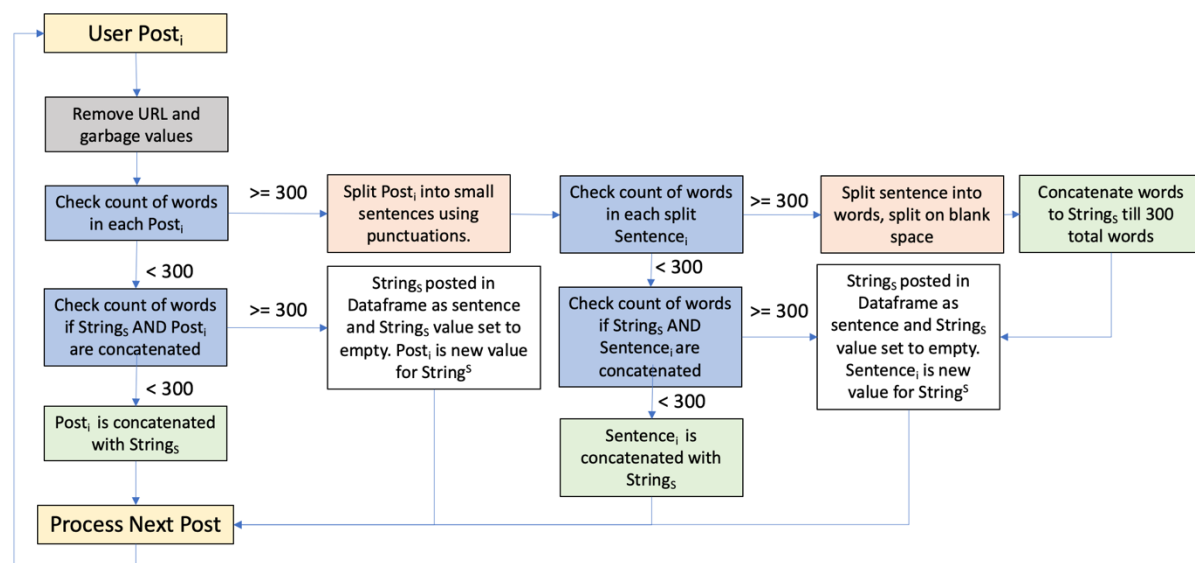 User Postᵢ
Remove URL and
garbage values
Check count of words
in each Postᵢ
>= 300
Split Postᵢ into small
sentences using
punctuations.
Check count of words
in each split
Sentenceᵢ
>= 300
Split sentence into
words, split on blank
space
Concatenate words
to Stringₛ till 300
total words
< 300
< 300
Check count of words
if Stringₛ AND Postᵢ
are concatenated
>= 300
Stringₛ posted in
Dataframe as sentence
and Stringₛ value set to
empty. Postᵢ is new value
for Stringˢ
Check count of words
if Stringₛ AND
Sentenceᵢ are
concatenated
>= 300
Stringₛ posted in
Dataframe as
sentence and Stringₛ
value set to empty.
Sentenceᵢ is new
value for Stringˢ
< 300
< 300
Postᵢ is concatenated
with Stringₛ
Sentenceᵢ is
concatenated with
Stringₛ
Process Next Post